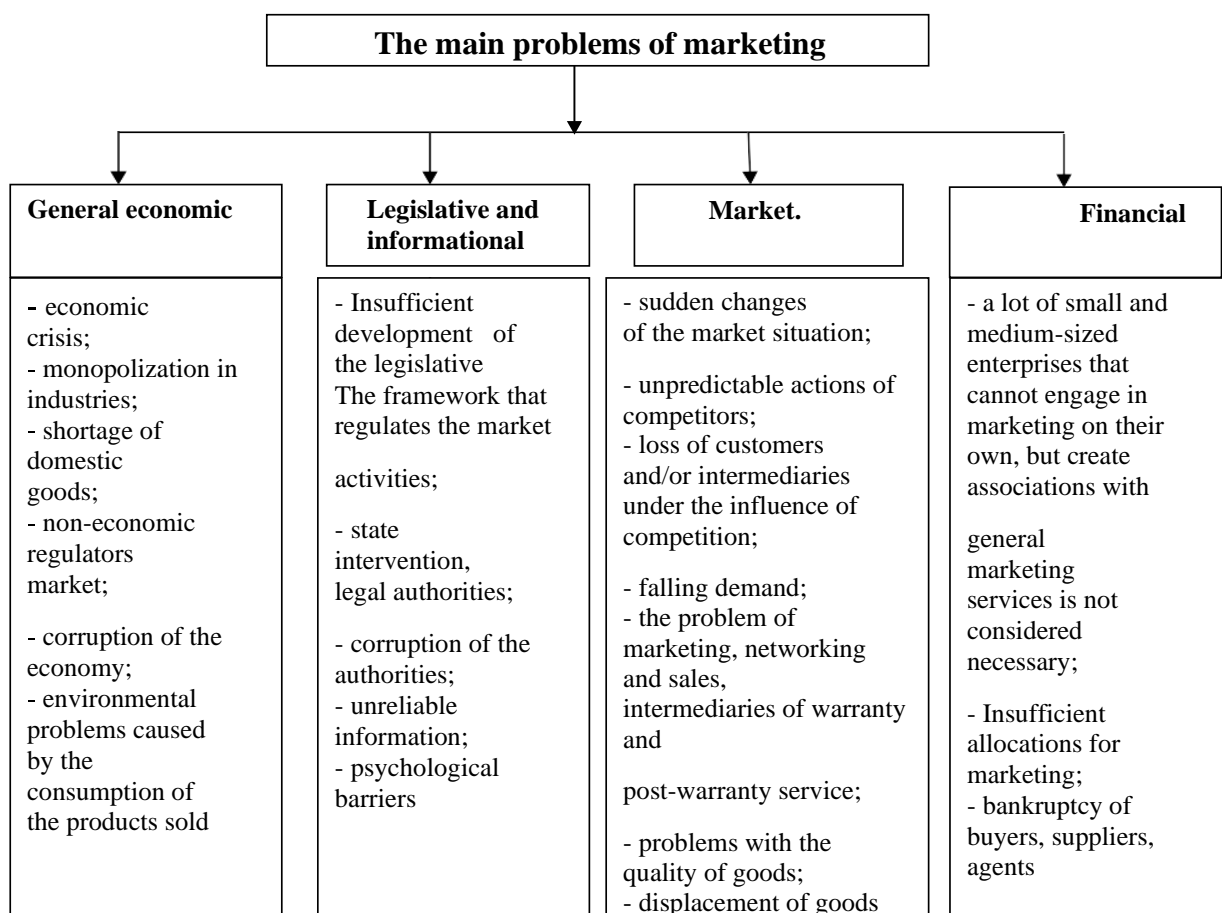 The main problems of marketing
General economic
Legislative and
informational
Market.
Financial
- economic
crisis;
- monopolization in
industries;
- shortage of
domestic
goods;
- non-economic
regulators
market;
- corruption of the
economy;
- environmental
problems caused
by the
consumption of
the products sold
- Insufficient
development of
the legislative
The framework that
regulates the market
activities;
- state
intervention,
legal authorities;
- corruption of the
authorities;
- unreliable
information;
- psychological
barriers
- sudden changes
of the market situation;
- unpredictable actions of
competitors;
- loss of customers
and/or intermediaries
under the influence of
competition;
- falling demand;
- the problem of
marketing, networking
and sales,
intermediaries of warranty
and
post-warranty service;
- problems with the
quality of goods;
- displacement of goods
- a lot of small and
medium-sized
enterprises that
cannot engage in
marketing on their
own, but create
associations with
general
marketing
services is not
considered
necessary;
- Insufficient
allocations for
marketing;
- bankruptcy of
buyers, suppliers,
agents